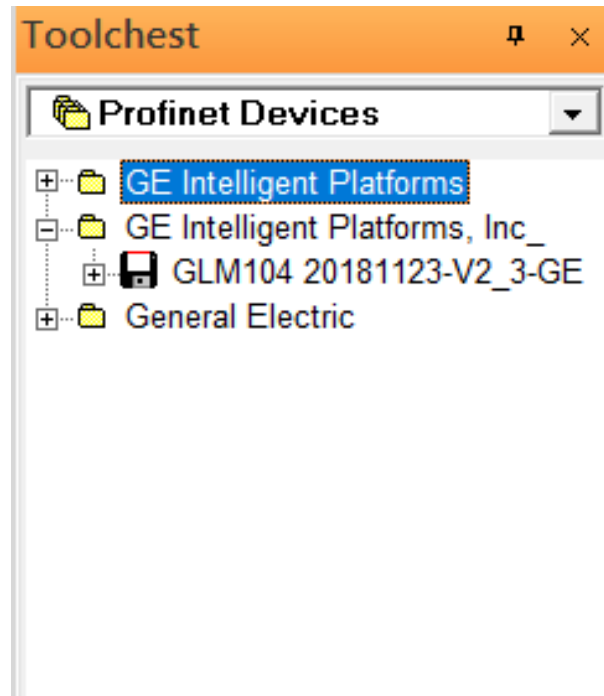 Toolchest
Profinet Devices
GE Intelligent Platforms
GE Intelligent Platforms, Inc_
GLM104 20181123-V2_3-GE
General Electric